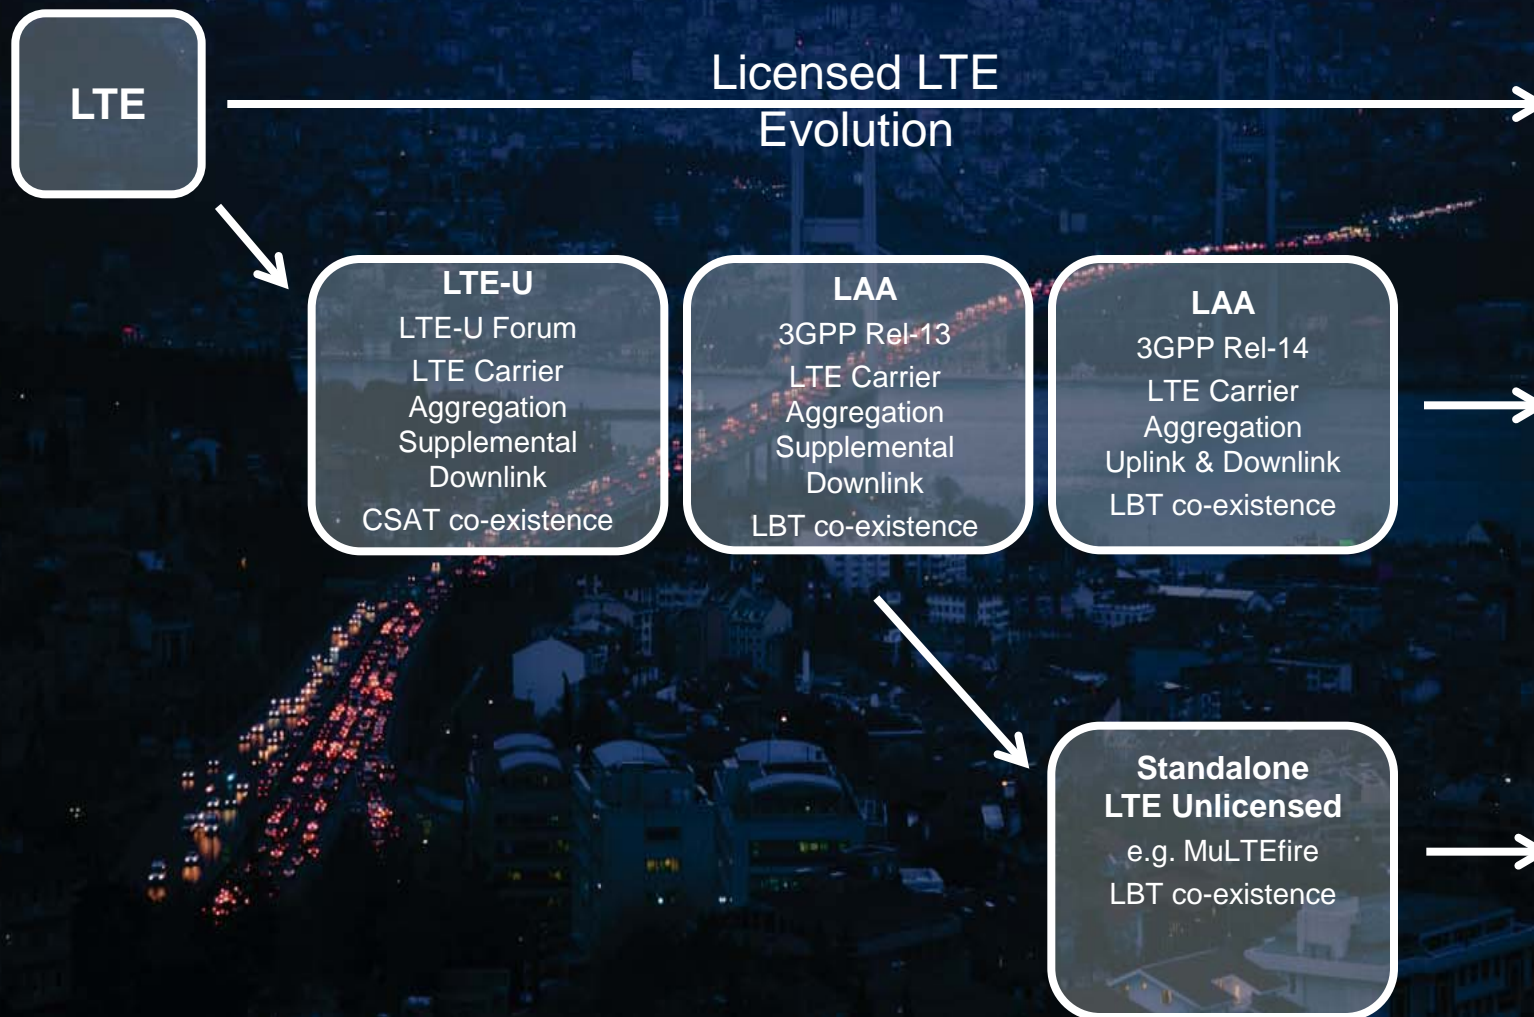 LTE
Licensed LTE
Evolution
LTE-U
LTE-U Forum
LTE Carrier
Aggregation
Supplemental
Downlink
CSAT co-existence
LAA
3GPP Rel-13
LTE Carrier
Aggregation
Supplemental
Downlink
LBT co-existence
LAA
3GPP Rel-14
LTE Carrier
Aggregation
Uplink & Downlink
LBT co-existence
Standalone
LTE Unlicensed
e.g. MuLTEfire
LBT co-existence